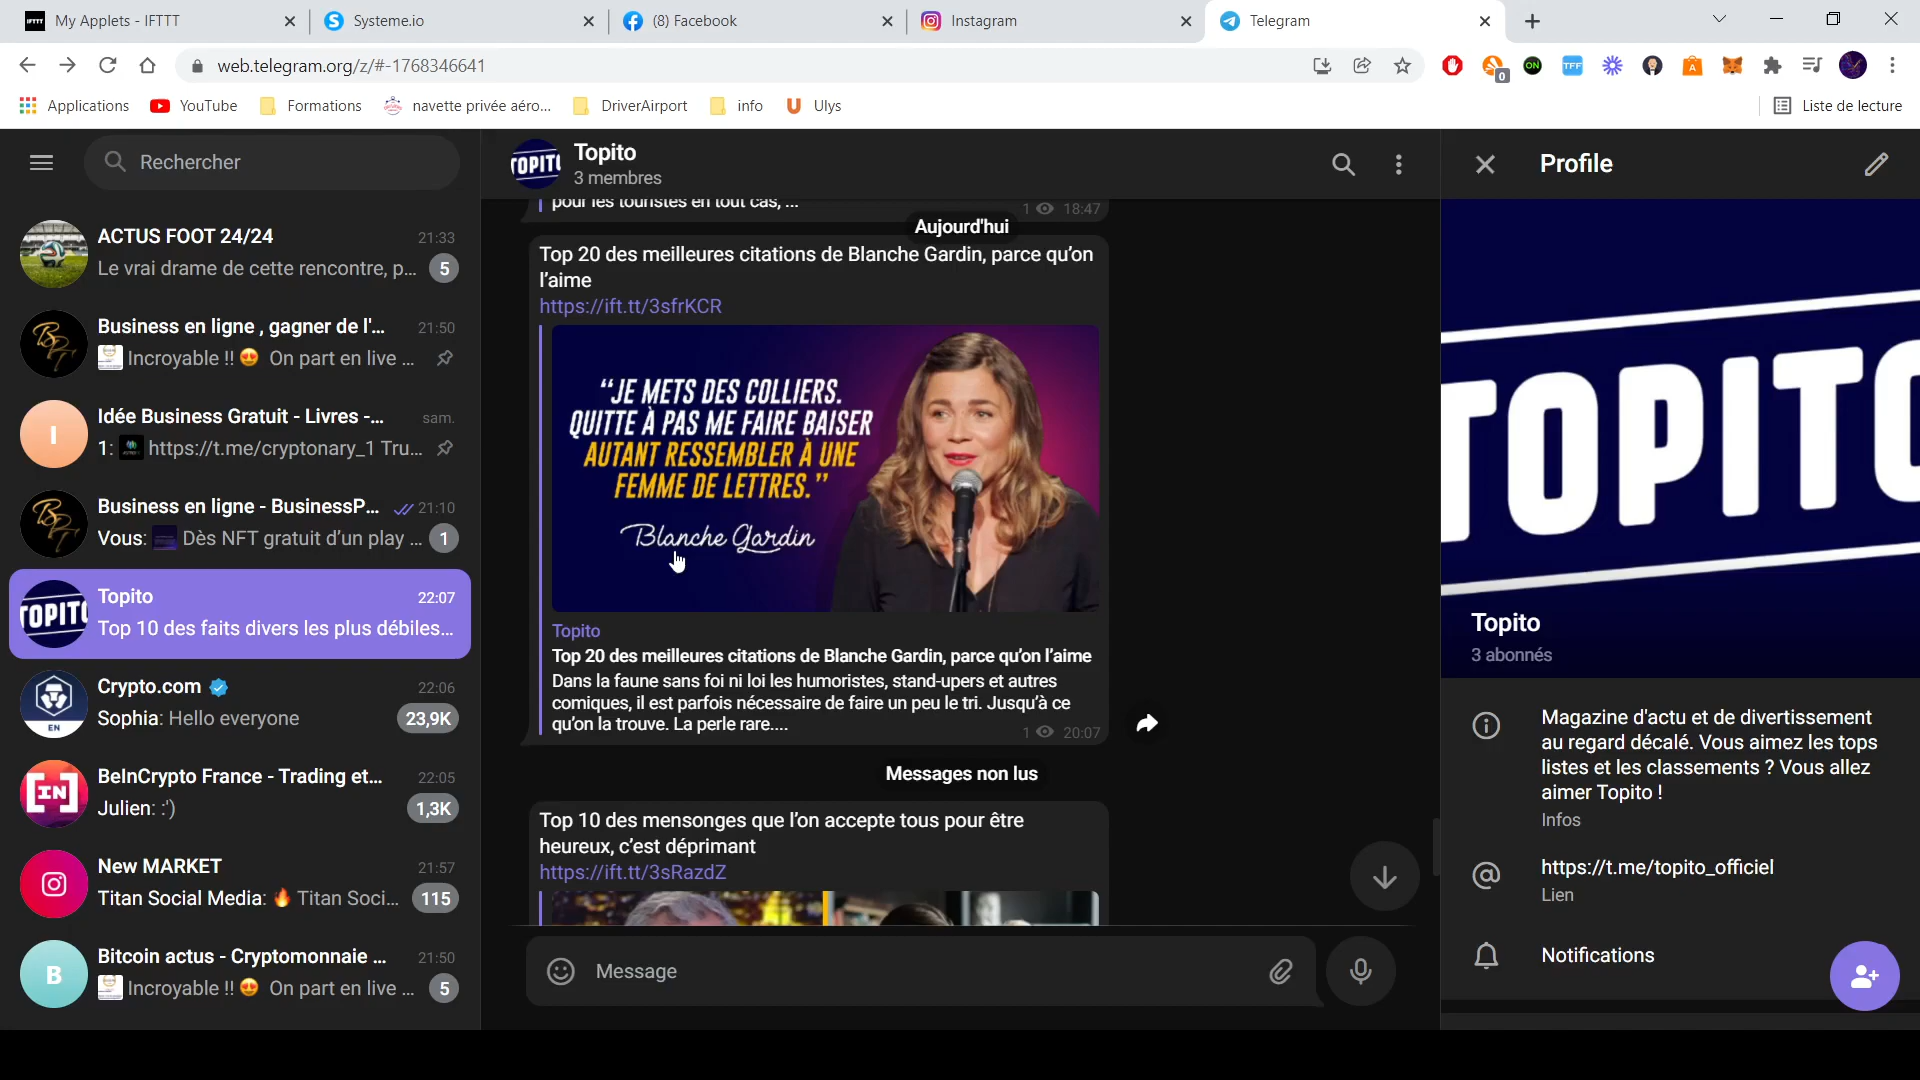 My Applets - IFTTT
Systeme.io
(8) Facebook
Instagram
Telegram
web.telegram.org/z/#-1768346641
0
ON
TFF
Applications
YouTube
Formations
navette privée aéro...
DriverAirport
info
Ulys
Liste de lecture
Rechercher
ACTUS FOOT 24/24
21:33
Le vrai drame de cette rencontre, p...
5
Business en ligne , gagner de l'...
21:50
Incroyable !! 😍 On part en live ...
I
Idée Business Gratuit - Livres -...
sam.
1: https://t.me/cryptonary_1 Tru...
Business en ligne - BusinessP...
21:10
Vous: Dès NFT gratuit d'un play ...
1
TOPITO
Topito
22:07
Top 10 des faits divers les plus débiles...
EN
Crypto.com
22:06
Sophia: Hello everyone
23,9K
IN
BeInCrypto France - Trading et...
22:05
Julien: :')
1,3K
New MARKET
21:57
Titan Social Media: 🔥 Titan Soci...
115
B
Bitcoin actus - Cryptomonnaie ...
21:50
Incroyable !! 😍 On part en live ...
5
TOPITO
Topito
3 membres
pour les touristes en tout cas, ...
1 18:47
Aujourd'hui
Top 20 des meilleures citations de Blanche Gardin, parce qu'on
l'aime
https://ift.tt/3sfrKCR
“JE METS DES COLLIERS.
QUITTE À PAS ME FAIRE BAISER
AUTANT RESSEMBLER À UNE
FEMME DE LETTRES.”
Blanche Gardin
Topito
Top 20 des meilleures citations de Blanche Gardin, parce qu'on l'aime
Dans la faune sans foi ni loi les humoristes, stand-upers et autres
comiques, il est parfois nécessaire de faire un peu le tri. Jusqu'à ce
qu'on la trouve. La perle rare....
1 20:07
Messages non lus
Top 10 des mensonges que l'on accepte tous pour être
heureux, c'est déprimant
https://ift.tt/3sRazdZ
Message
Profile
TOPITO
Topito
3 abonnés
Magazine d'actu et de divertissement
au regard décalé. Vous aimez les tops
listes et les classements ? Vous allez
aimer Topito !
Infos
https://t.me/topito_officiel
Lien
Notifications